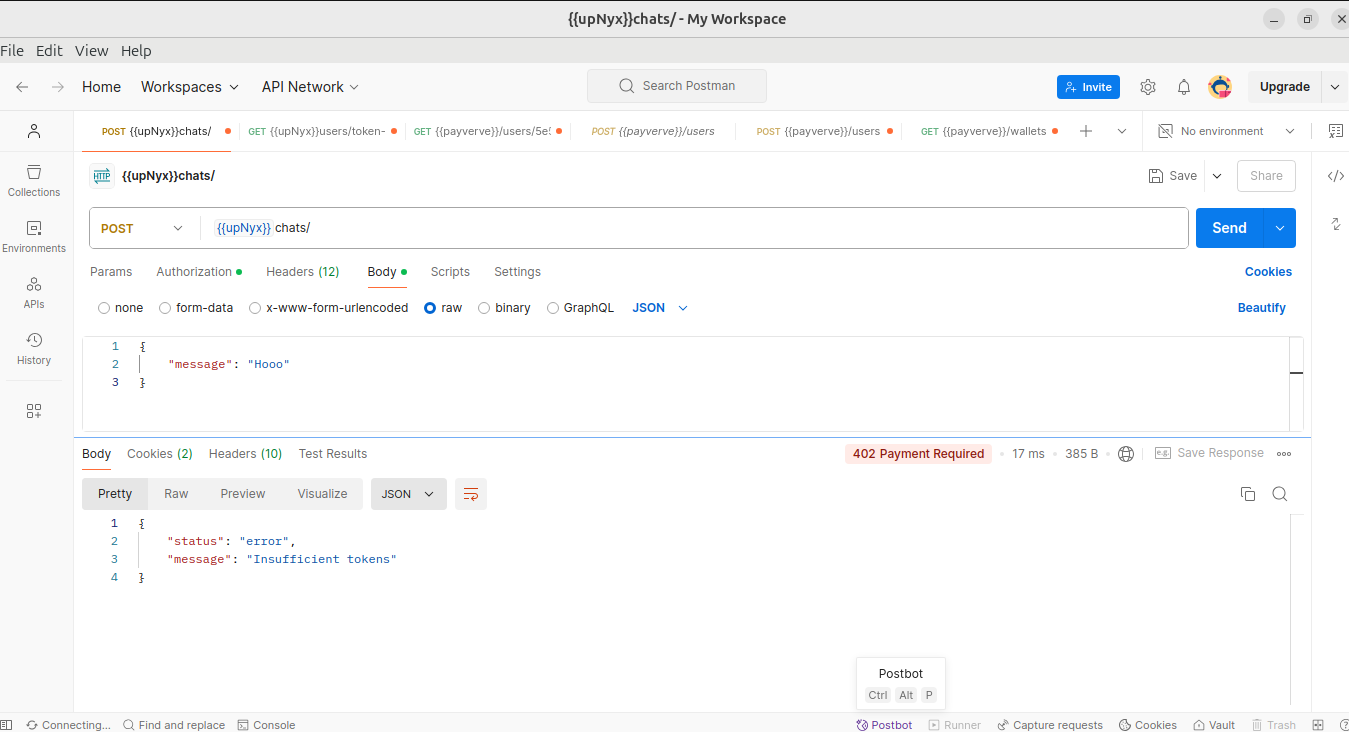 {{upNyx}}chats/ - My Workspace
File Edit View Help
Home Workspaces API Network Search Postman Invite Upgrade
POST {{upNyx}}chats/ GET {{upNyx}}users/token- GET {{payverve}}/users/5e5 POST {{payverve}}/users POST {{payverve}}/users GET {{payverve}}/wallets No environment
HTTP {{upNyx}}chats/ Save Share
Collections
POST {{upNyx}} chats/ Send
Environments
Params Authorization Headers (12) Body Scripts Settings Cookies
APIs
none form-data x-www-form-urlencoded raw binary GraphQL JSON Beautify
History
1 {
2 "message": "Hooo"
3 }
Body Cookies (2) Headers (10) Test Results 402 Payment Required 17 ms 385 B e.g. Save Response
Pretty Raw Preview Visualize JSON
1 {
2 "status": "error",
3 "message": "Insufficient tokens"
4 }
Postbot
Ctrl Alt P
Connecting... Find and replace Console Postbot Runner Capture requests Cookies Vault Trash